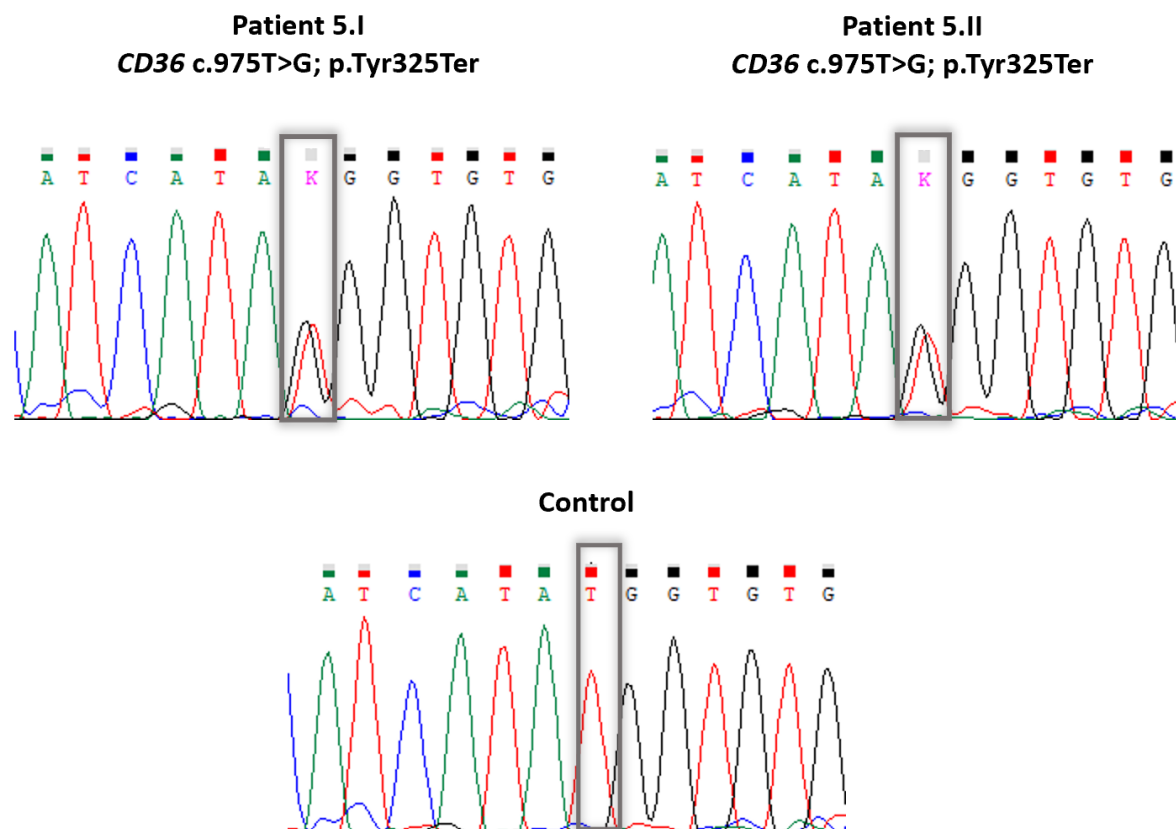 Patient 5.I
CD36 c.975T>G; p.Tyr325Ter
A T C A T A K G G T G T G
Patient 5.II
CD36 c.975T>G; p.Tyr325Ter
A T C A T A K G G T G T G
Control
A T C A T A T G G T G T G